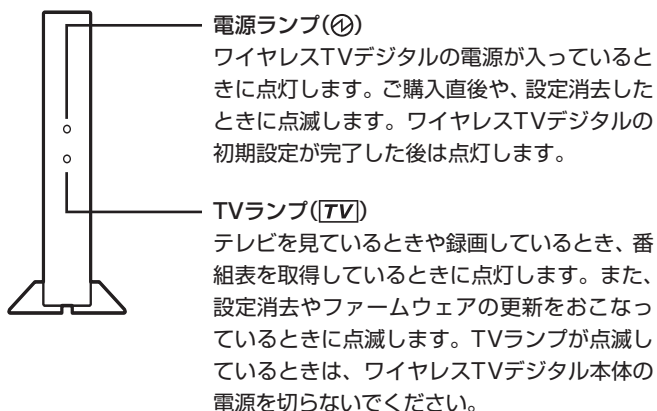 電源ランプ()
ワイヤレスTVデジタルの電源が入っていると
きに点灯します。ご購入直後や、設定消去した
ときに点滅します。ワイヤレスTVデジタルの
初期設定が完了した後は点灯します。
TVランプ(TV)
テレビを見ているときや録画しているとき、番
組表を取得しているときに点灯します。また、
設定消去やファームウェアの更新をおこなっ
ているときに点滅します。TVランプが点滅し
ているときは、ワイヤレスTVデジタル本体の
電源を切らないでください。